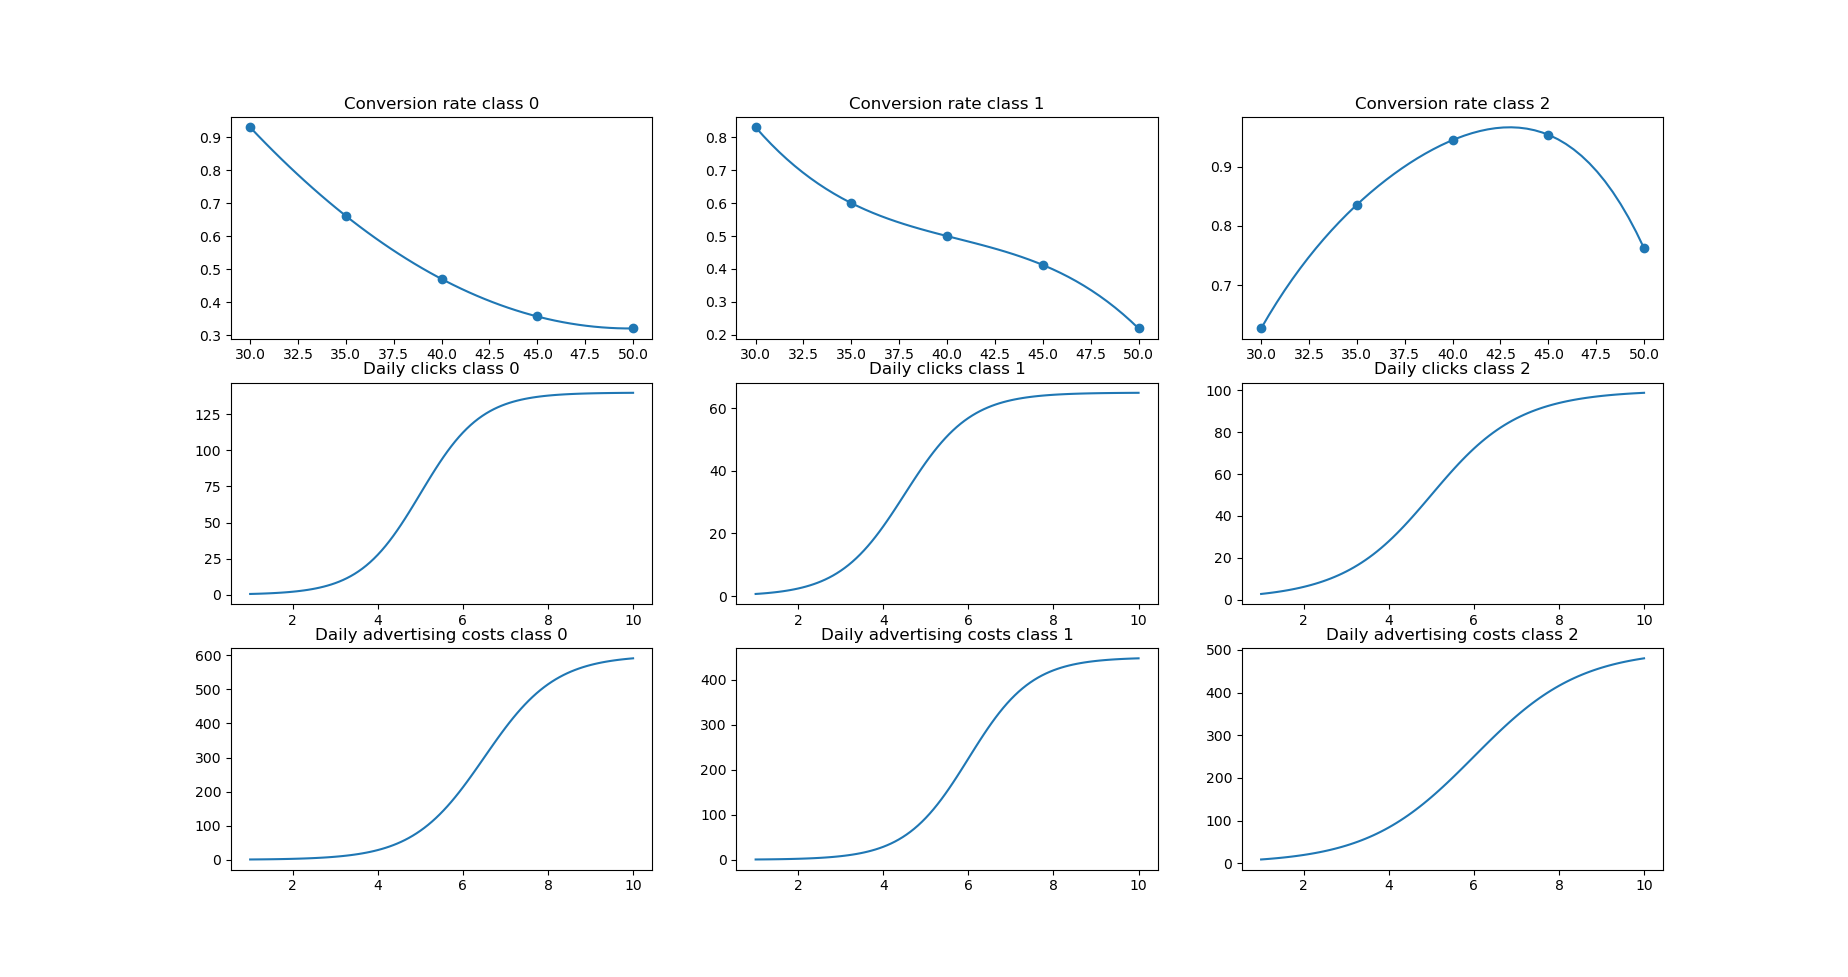 Conversion rate class 0
0.9
0.8
0.7
0.6
0.5
0.4
0.3
30.0 32.5 35.0 37.5 40.0 42.5 45.0 47.5 50.0
Conversion rate class 1
0.8
0.7
0.6
0.5
0.4
0.3
0.2
30.0 32.5 35.0 37.5 40.0 42.5 45.0 47.5 50.0
Conversion rate class 2
0.9
0.8
0.7
30.0 32.5 35.0 37.5 40.0 42.5 45.0 47.5 50.0
Daily clicks class 0
125
100
75
50
25
0
2 4 6 8 10
Daily clicks class 1
60
40
20
0
2 4 6 8 10
Daily clicks class 2
100
80
60
40
20
0
2 4 6 8 10
Daily advertising costs class 0
600
500
400
300
200
100
0
2 4 6 8 10
Daily advertising costs class 1
400
300
200
100
0
2 4 6 8 10
Daily advertising costs class 2
500
400
300
200
100
0
2 4 6 8 10